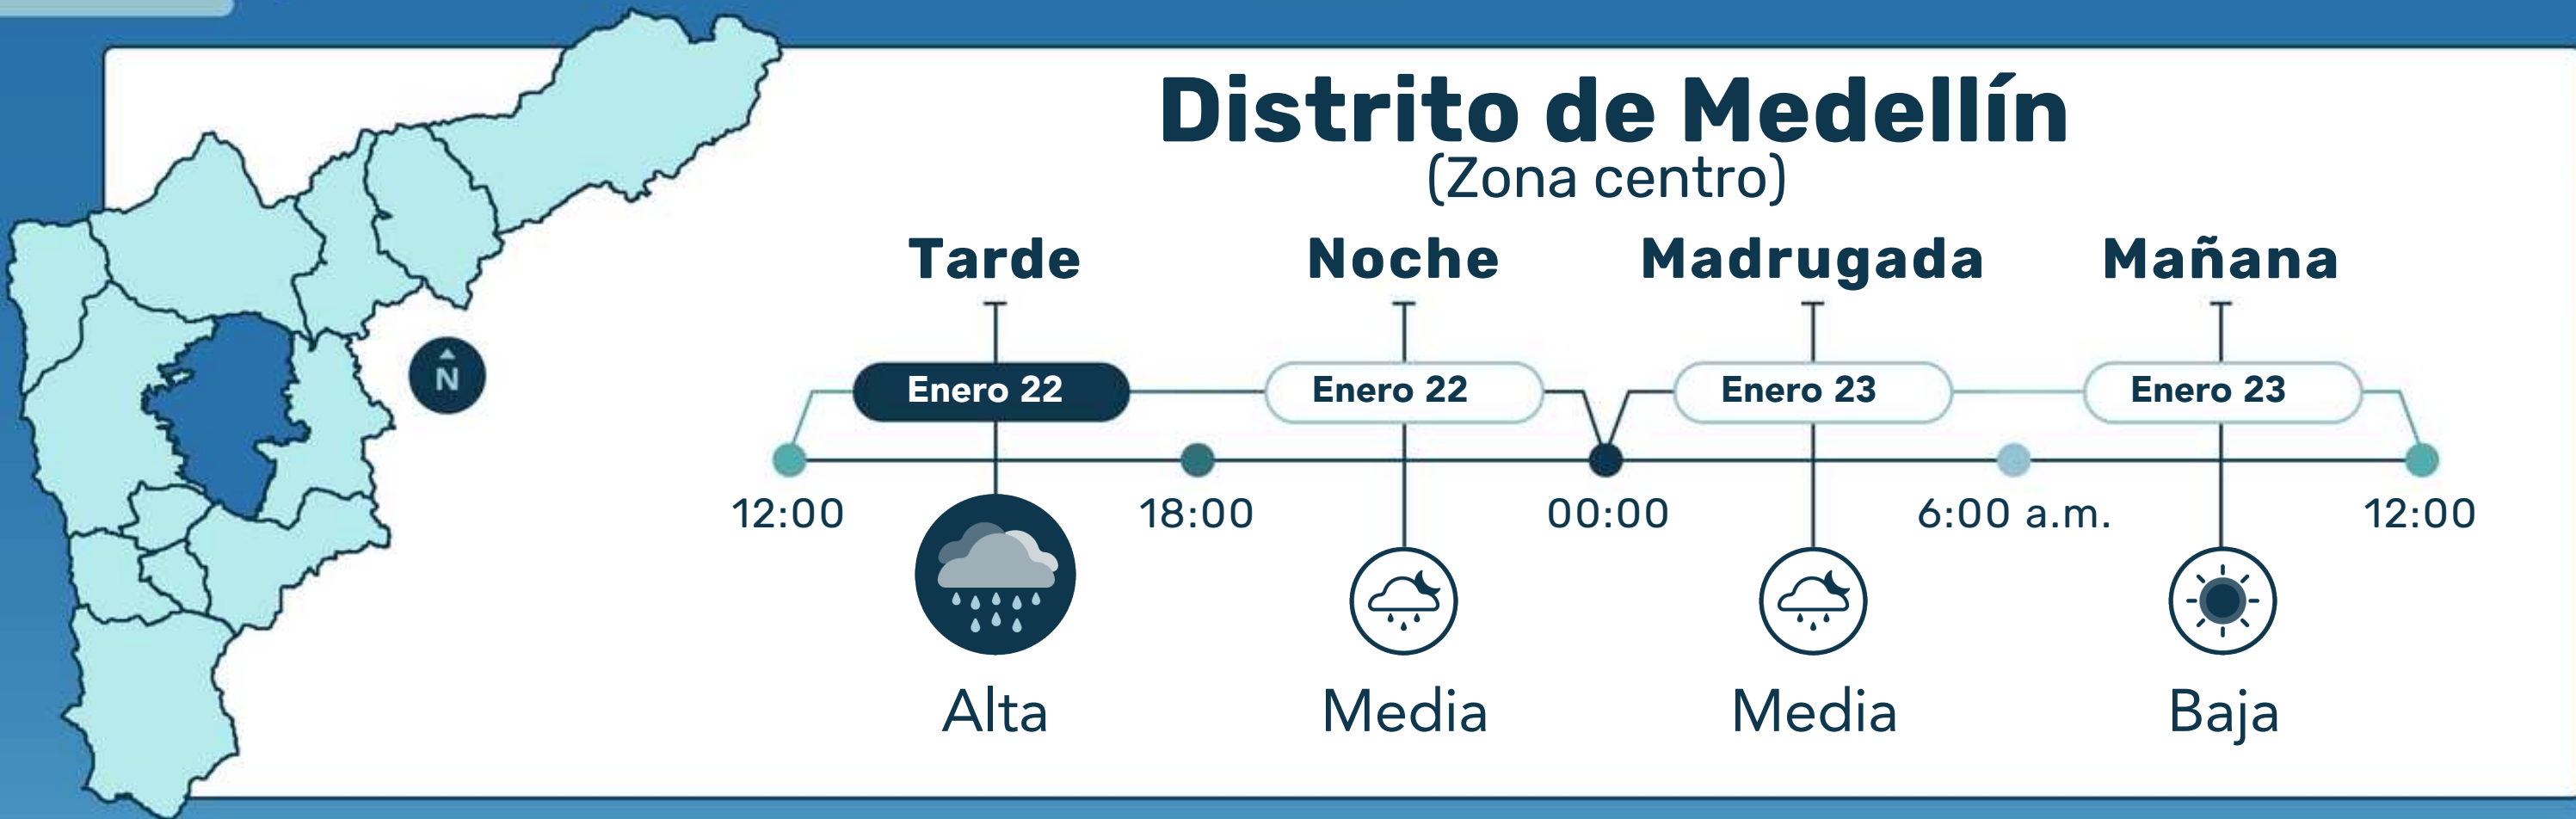 Distrito de Medellín
(Zona centro)
Tarde Noche Madrugada Mañana
N
Enero 22 Enero 22 Enero 23 Enero 23
12:00 18:00 00:00 6:00 a.m. 12:00
Alta Media Media Baja